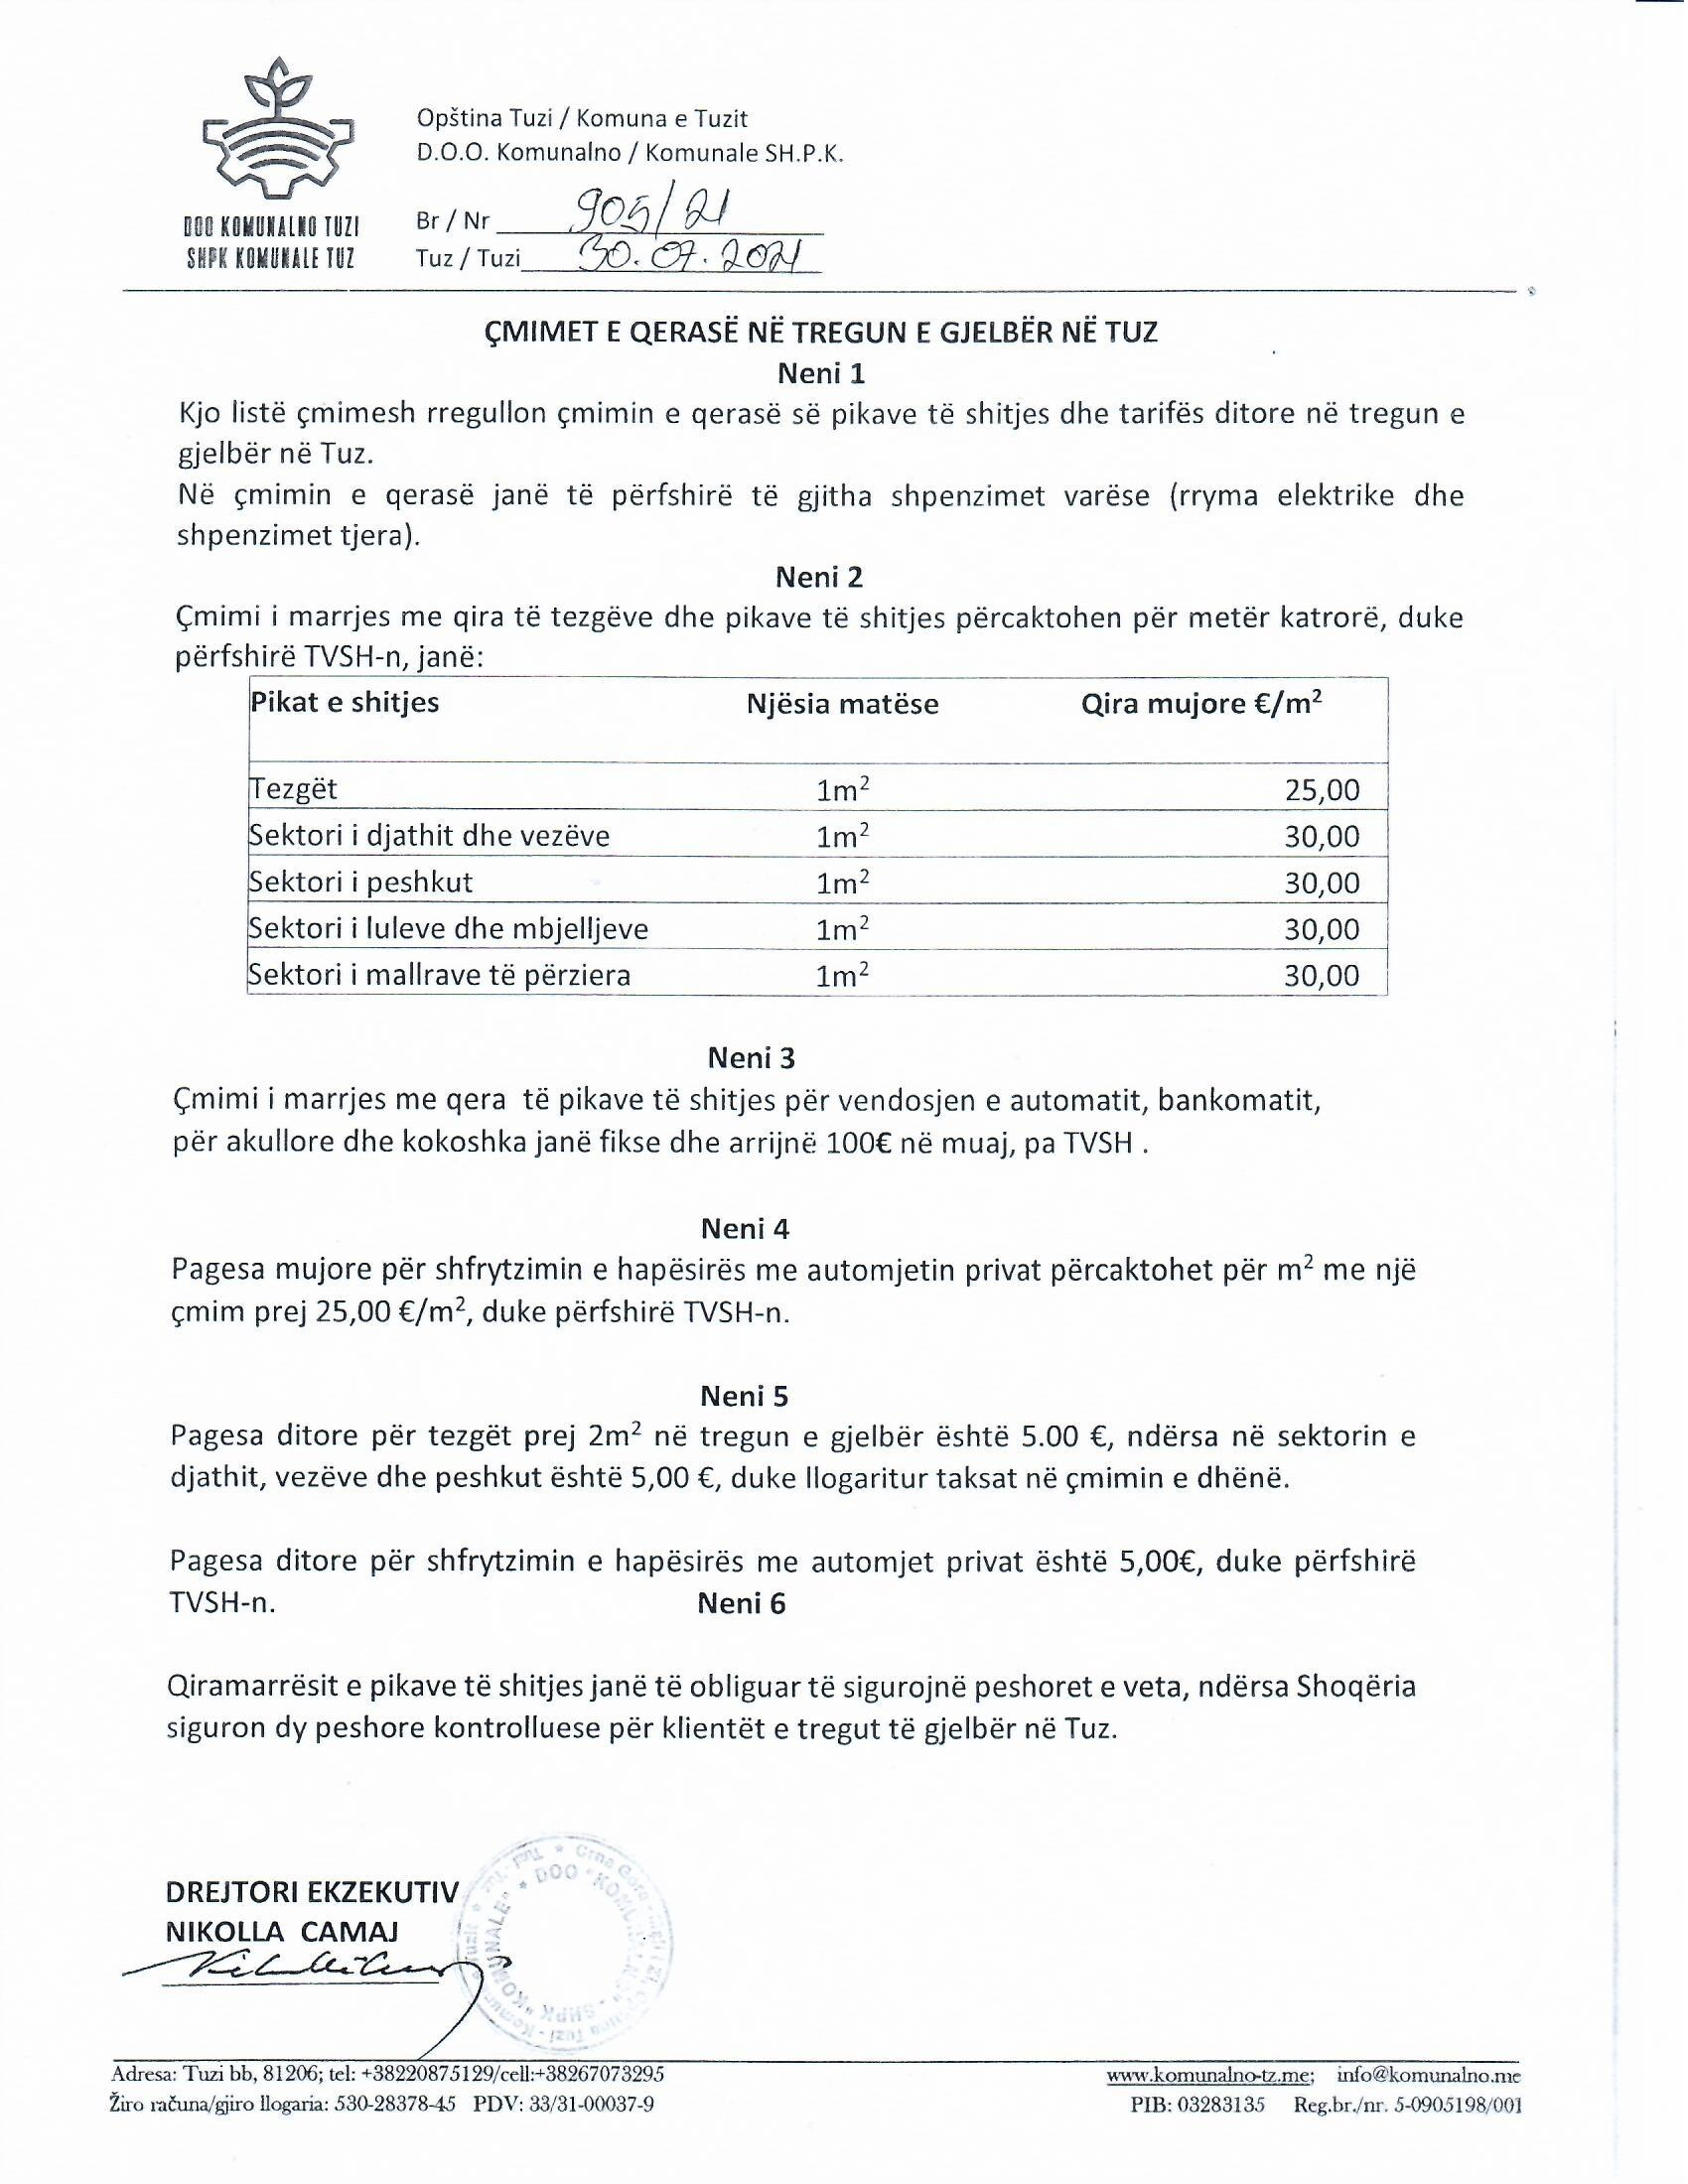 DOO KOMUNALNO TUZI
SHPK KOMUNALE TUZ
Opština Tuzi / Komuna e Tuzit
D.O.O. Komunalno / Komunale SH.P.K.
Br / Nr 905/21
Tuz / Tuzi 30.07.2021
ÇMIMET E QERASË NË TREGUN E GJELBËR NË TUZ
Neni 1
Kjo listë çmimesh rregullon çmimin e qerasë së pikave të shitjes dhe tarifës ditore në tregun e
gjelbër në Tuz.
Në çmimin e qerasë janë të përfshirë të gjitha shpenzimet varëse (rryma elektrike dhe
shpenzimet tjera).
Neni 2
Çmimi i marrjes me qira të tezgëve dhe pikave të shitjes përcaktohen për metër katrorë, duke
përfshirë TVSH-n, janë:
Pikat e shitjes Njësia matëse Qira mujore €/m²
Tezgët 1m² 25,00
Sektori i djathit dhe vezëve 1m² 30,00
Sektori i peshkut 1m² 30,00
Sektori i luleve dhe mbjelljeve 1m² 30,00
Sektori i mallrave të përziera 1m² 30,00
Neni 3
Çmimi i marrjes me qera të pikave të shitjes për vendosjen e automatit, bankomatit,
për akullore dhe kokoshka janë fikse dhe arrijnë 100€ në muaj, pa TVSH .
Neni 4
Pagesa mujore për shfrytzimin e hapësirës me automjetin privat përcaktohet për m² me një
çmim prej 25,00 €/m², duke përfshirë TVSH-n.
Neni 5
Pagesa ditore për tezgët prej 2m² në tregun e gjelbër është 5.00 €, ndërsa në sektorin e
djathit, vezëve dhe peshkut është 5,00 €, duke llogaritur taksat në çmimin e dhënë.
Pagesa ditore për shfrytzimin e hapësirës me automjet privat është 5,00€, duke përfshirë
TVSH-n. Neni 6
Qiramarrësit e pikave të shitjes janë të obliguar të sigurojnë peshoret e veta, ndërsa Shoqëria
siguron dy peshore kontrolluese për klientët e tregut të gjelbër në Tuz.
DREJTORI EKZEKUTIV
NIKOLLA CAMAJ
Adresa: Tuzi bb, 81206; tel: +38220875129/cell:+38267073295
Žiro računa/gjiro llogaria: 530-28378-45 PDV: 33/31-00037-9
www.komunalno-tz.me; info@komunalno.me
PIB: 03283135 Reg.br./nr. 5-0905198/001